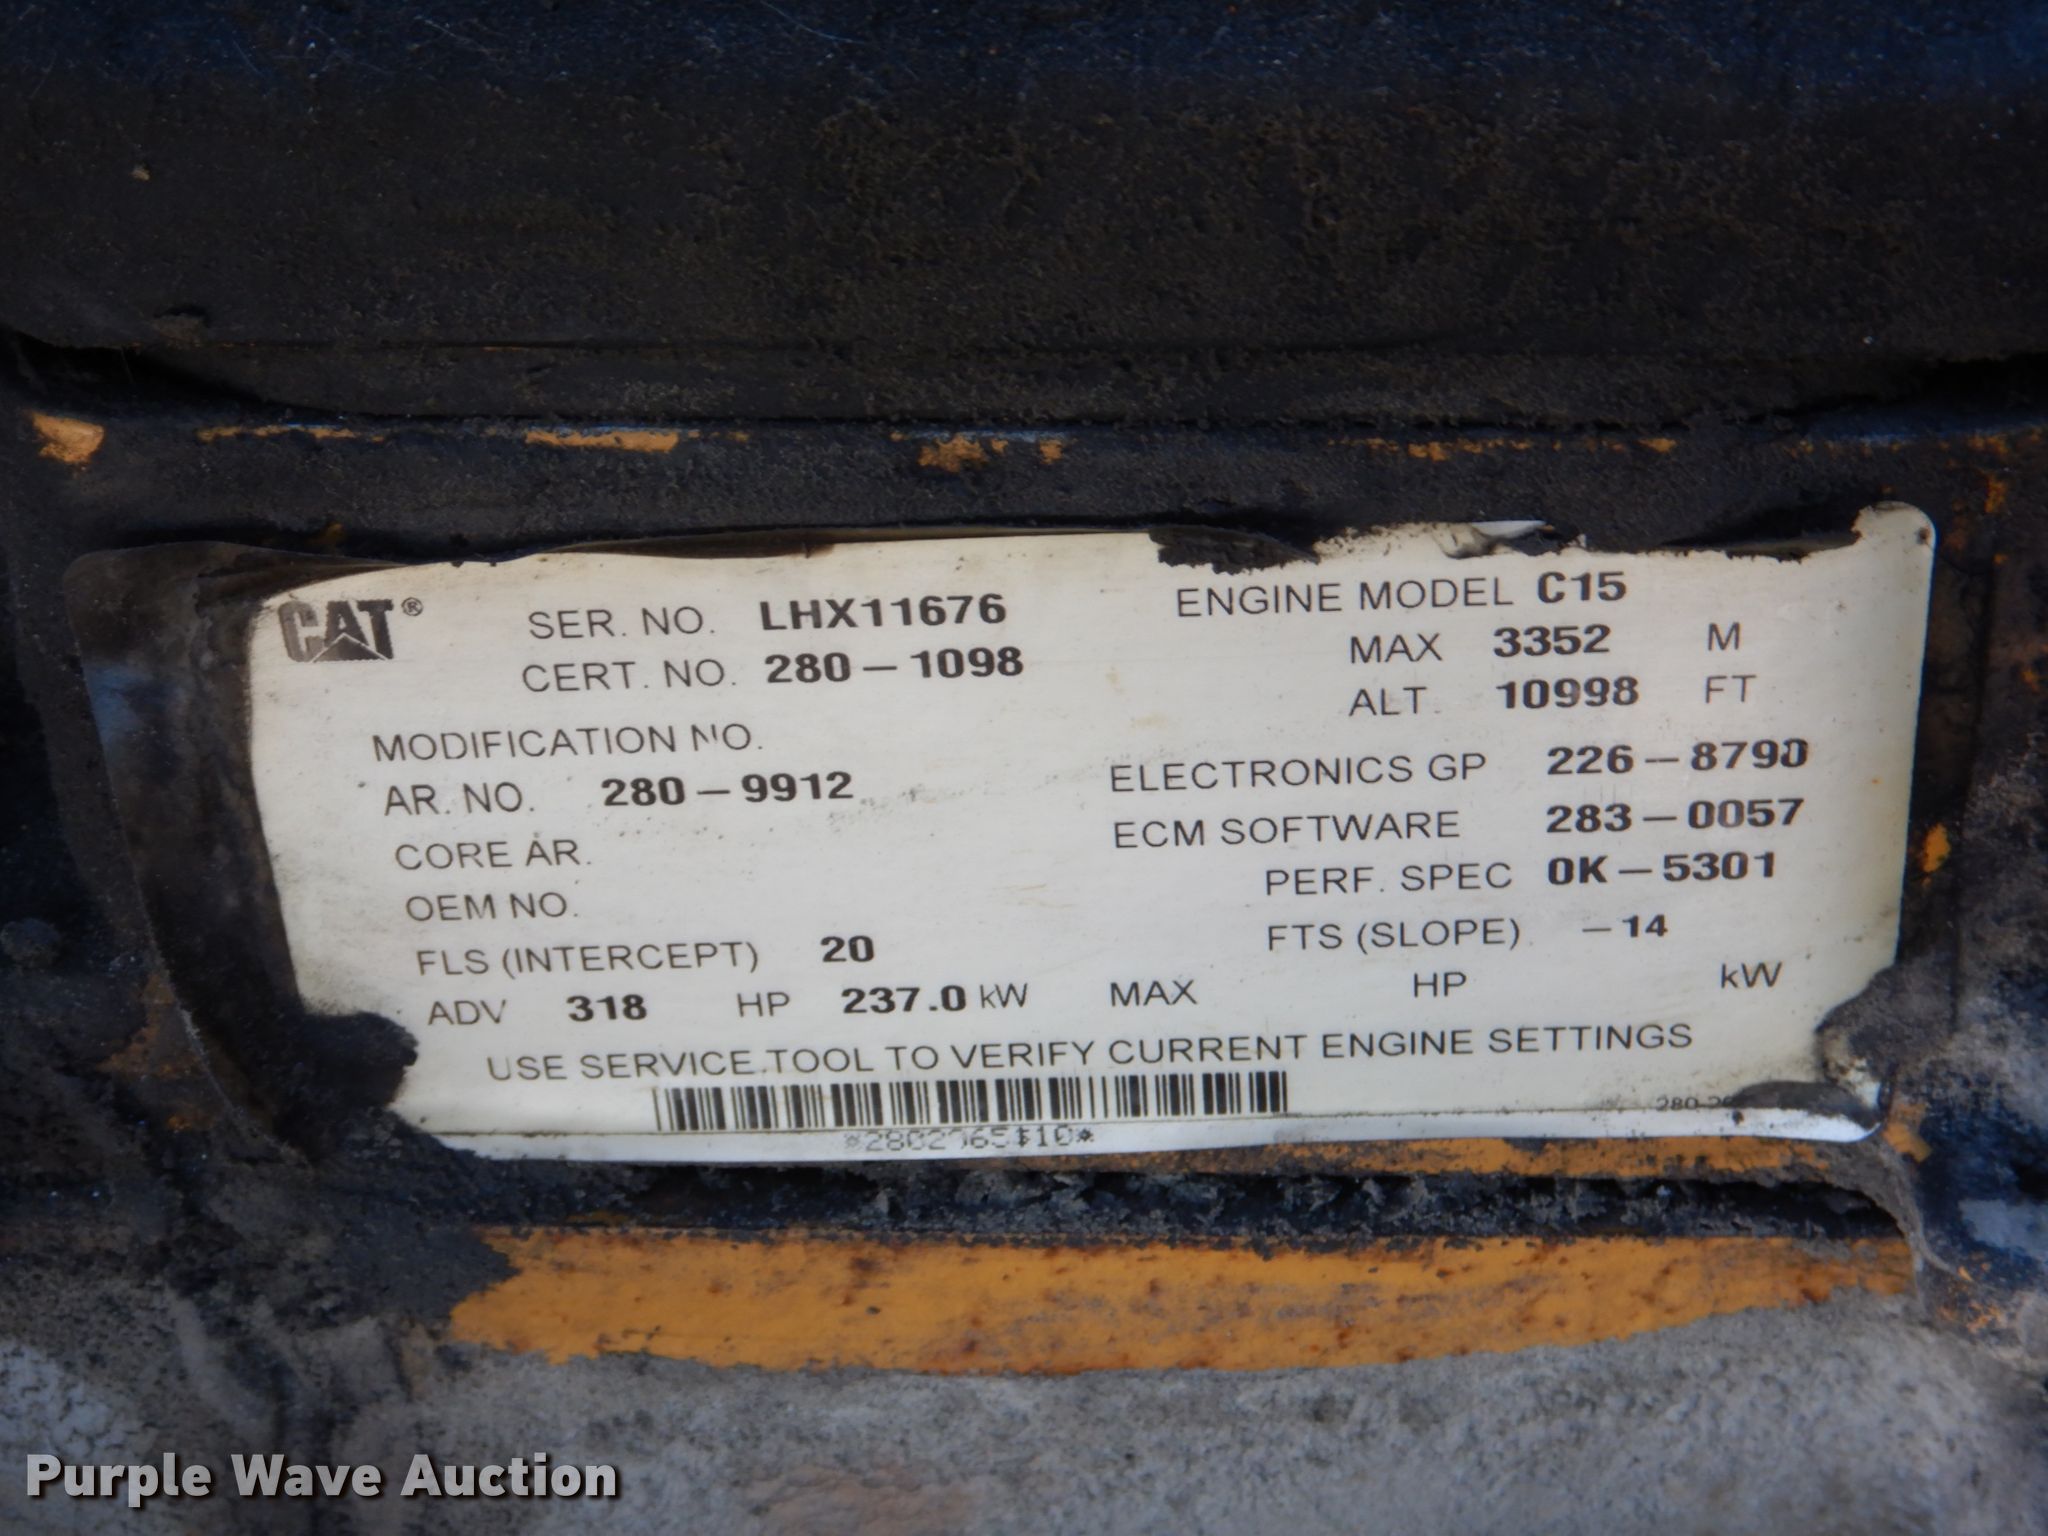 CAT® SER. NO. LHX11676 ENGINE MODEL C15
CERT. NO. 280-1098 MAX 3352 M
ALT. 10998 FT
MODIFICATION NO.
AR. NO. 280-9912 ELECTRONICS GP 226-8790
CORE AR. ECM SOFTWARE 283-0057
OEM NO. PERF. SPEC 0K-5301
FLS (INTERCEPT) 20 FTS (SLOPE) -14
ADV 318 HP 237.0 kW MAX HP kW
USE SERVICE TOOL TO VERIFY CURRENT ENGINE SETTINGS
Purple Wave Auction